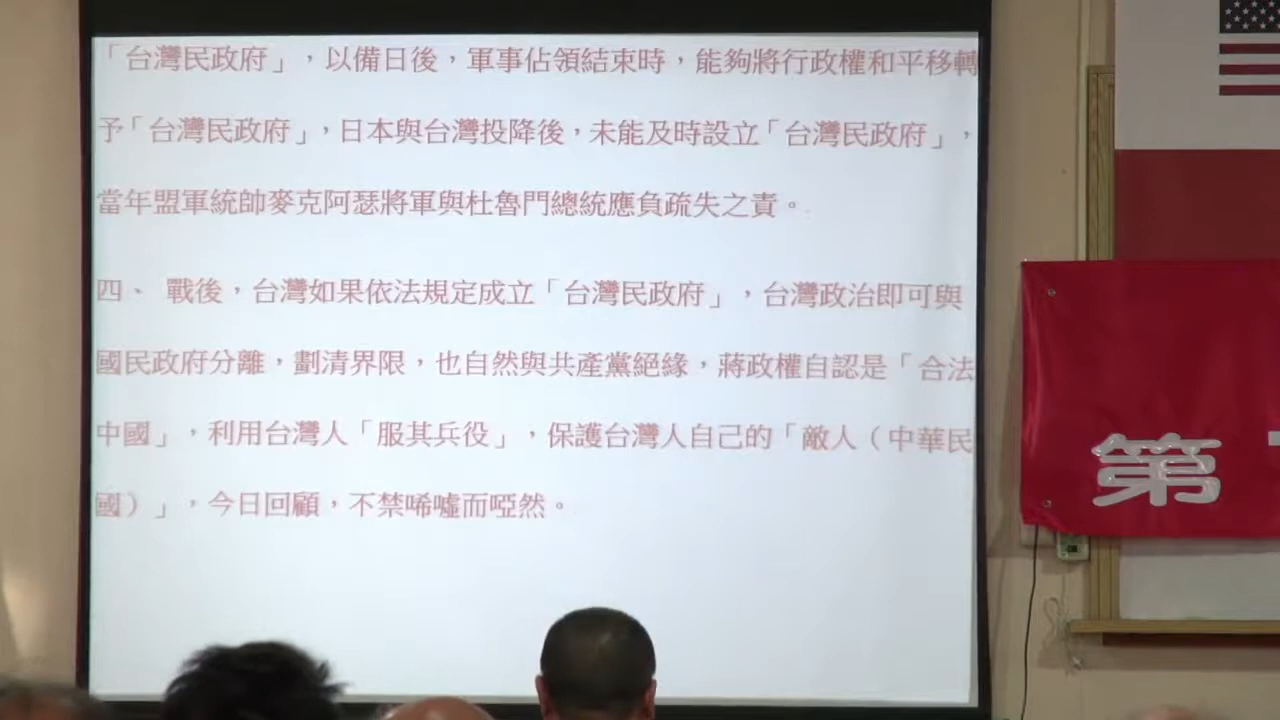 「台灣民政府」，以備日後，軍事佔領結束時，能夠將行政權和平移轉
予「台灣民政府」，日本與台灣投降後，未能及時設立「台灣民政府」，
當年盟軍統帥麥克阿瑟將軍與杜魯門總統應負疏失之責。
四、 戰後，台灣如果依法規定成立「台灣民政府」，台灣政治即可與
國民政府分離，劃清界限，也自然與共產黨絕緣，蔣政權自認是「合法
中國」，利用台灣人「服其兵役」，保護台灣人自己的「敵人（中華民
國）」，今日回顧，不禁唏噓而啞然。
第